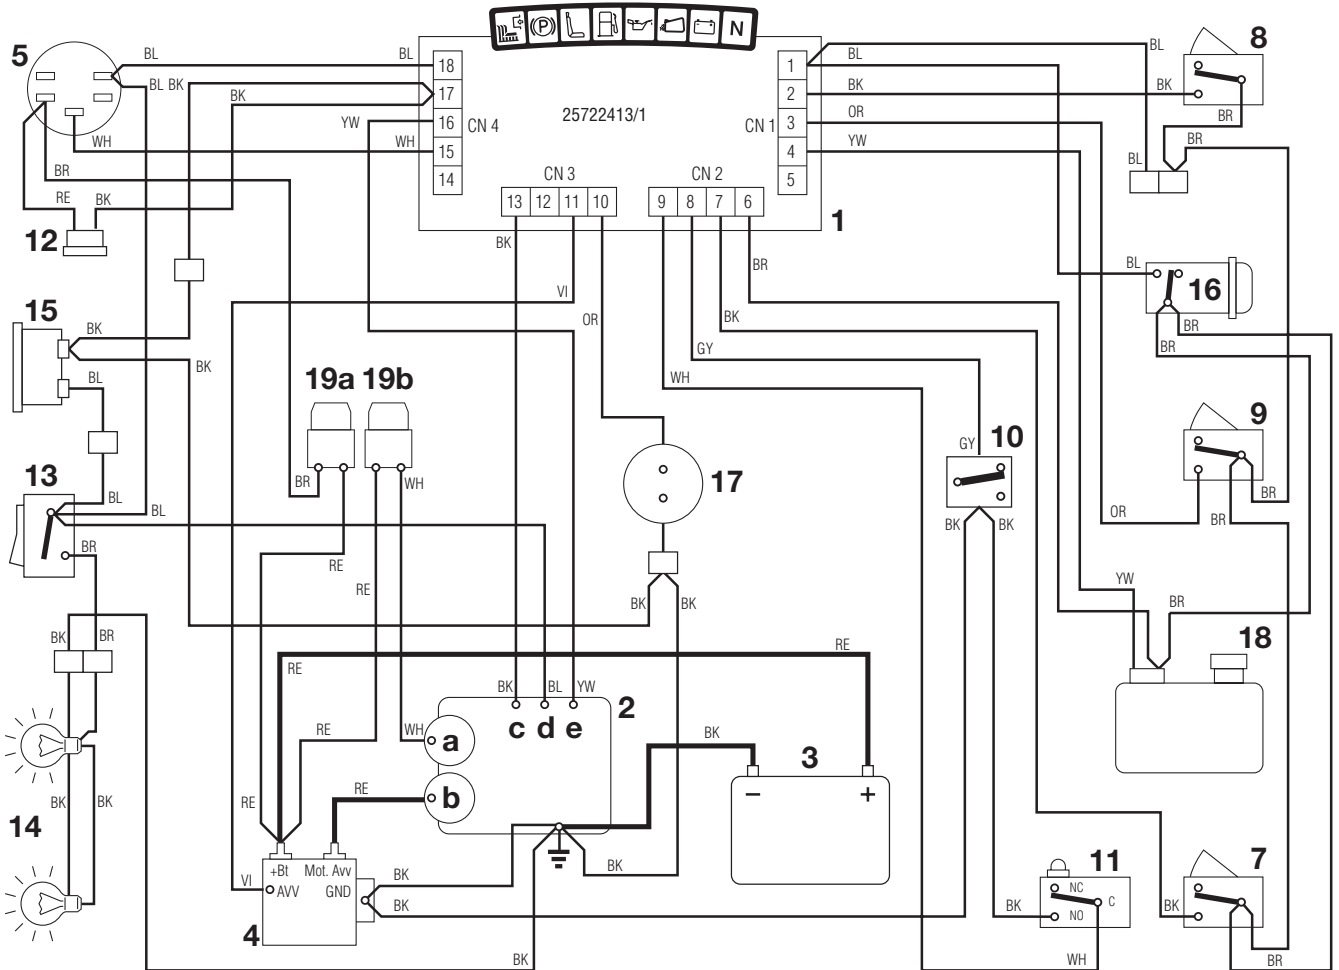 P N
5 BL BL 18 1 BL BL 8
BL BK BK 17 2 BK BK
YW 16 CN 4 25722413/1 CN 1 3 OR BR
WH WH 15 4 YW BL BR
BR 14 CN 3 CN 2 5
RE BK 13 12 11 10 9 8 7 6 1
12 BK BR BL 16
VI OR BK BR
15 BK BK GY BR
BL 19a 19b WH 9
GY 10
13 BR WH 17
BL BL BK BK OR BR BR
BR RE
RE BK BK YW BR
BK BR RE RE 18
BK BL YW 2
RE WH a c d e BK 3
BK BK RE RE b − +
14
+Bt Mot. Avv BK 11 7
VI AVV GND BK NC C
BK BK NO BK
4
BK WH BR